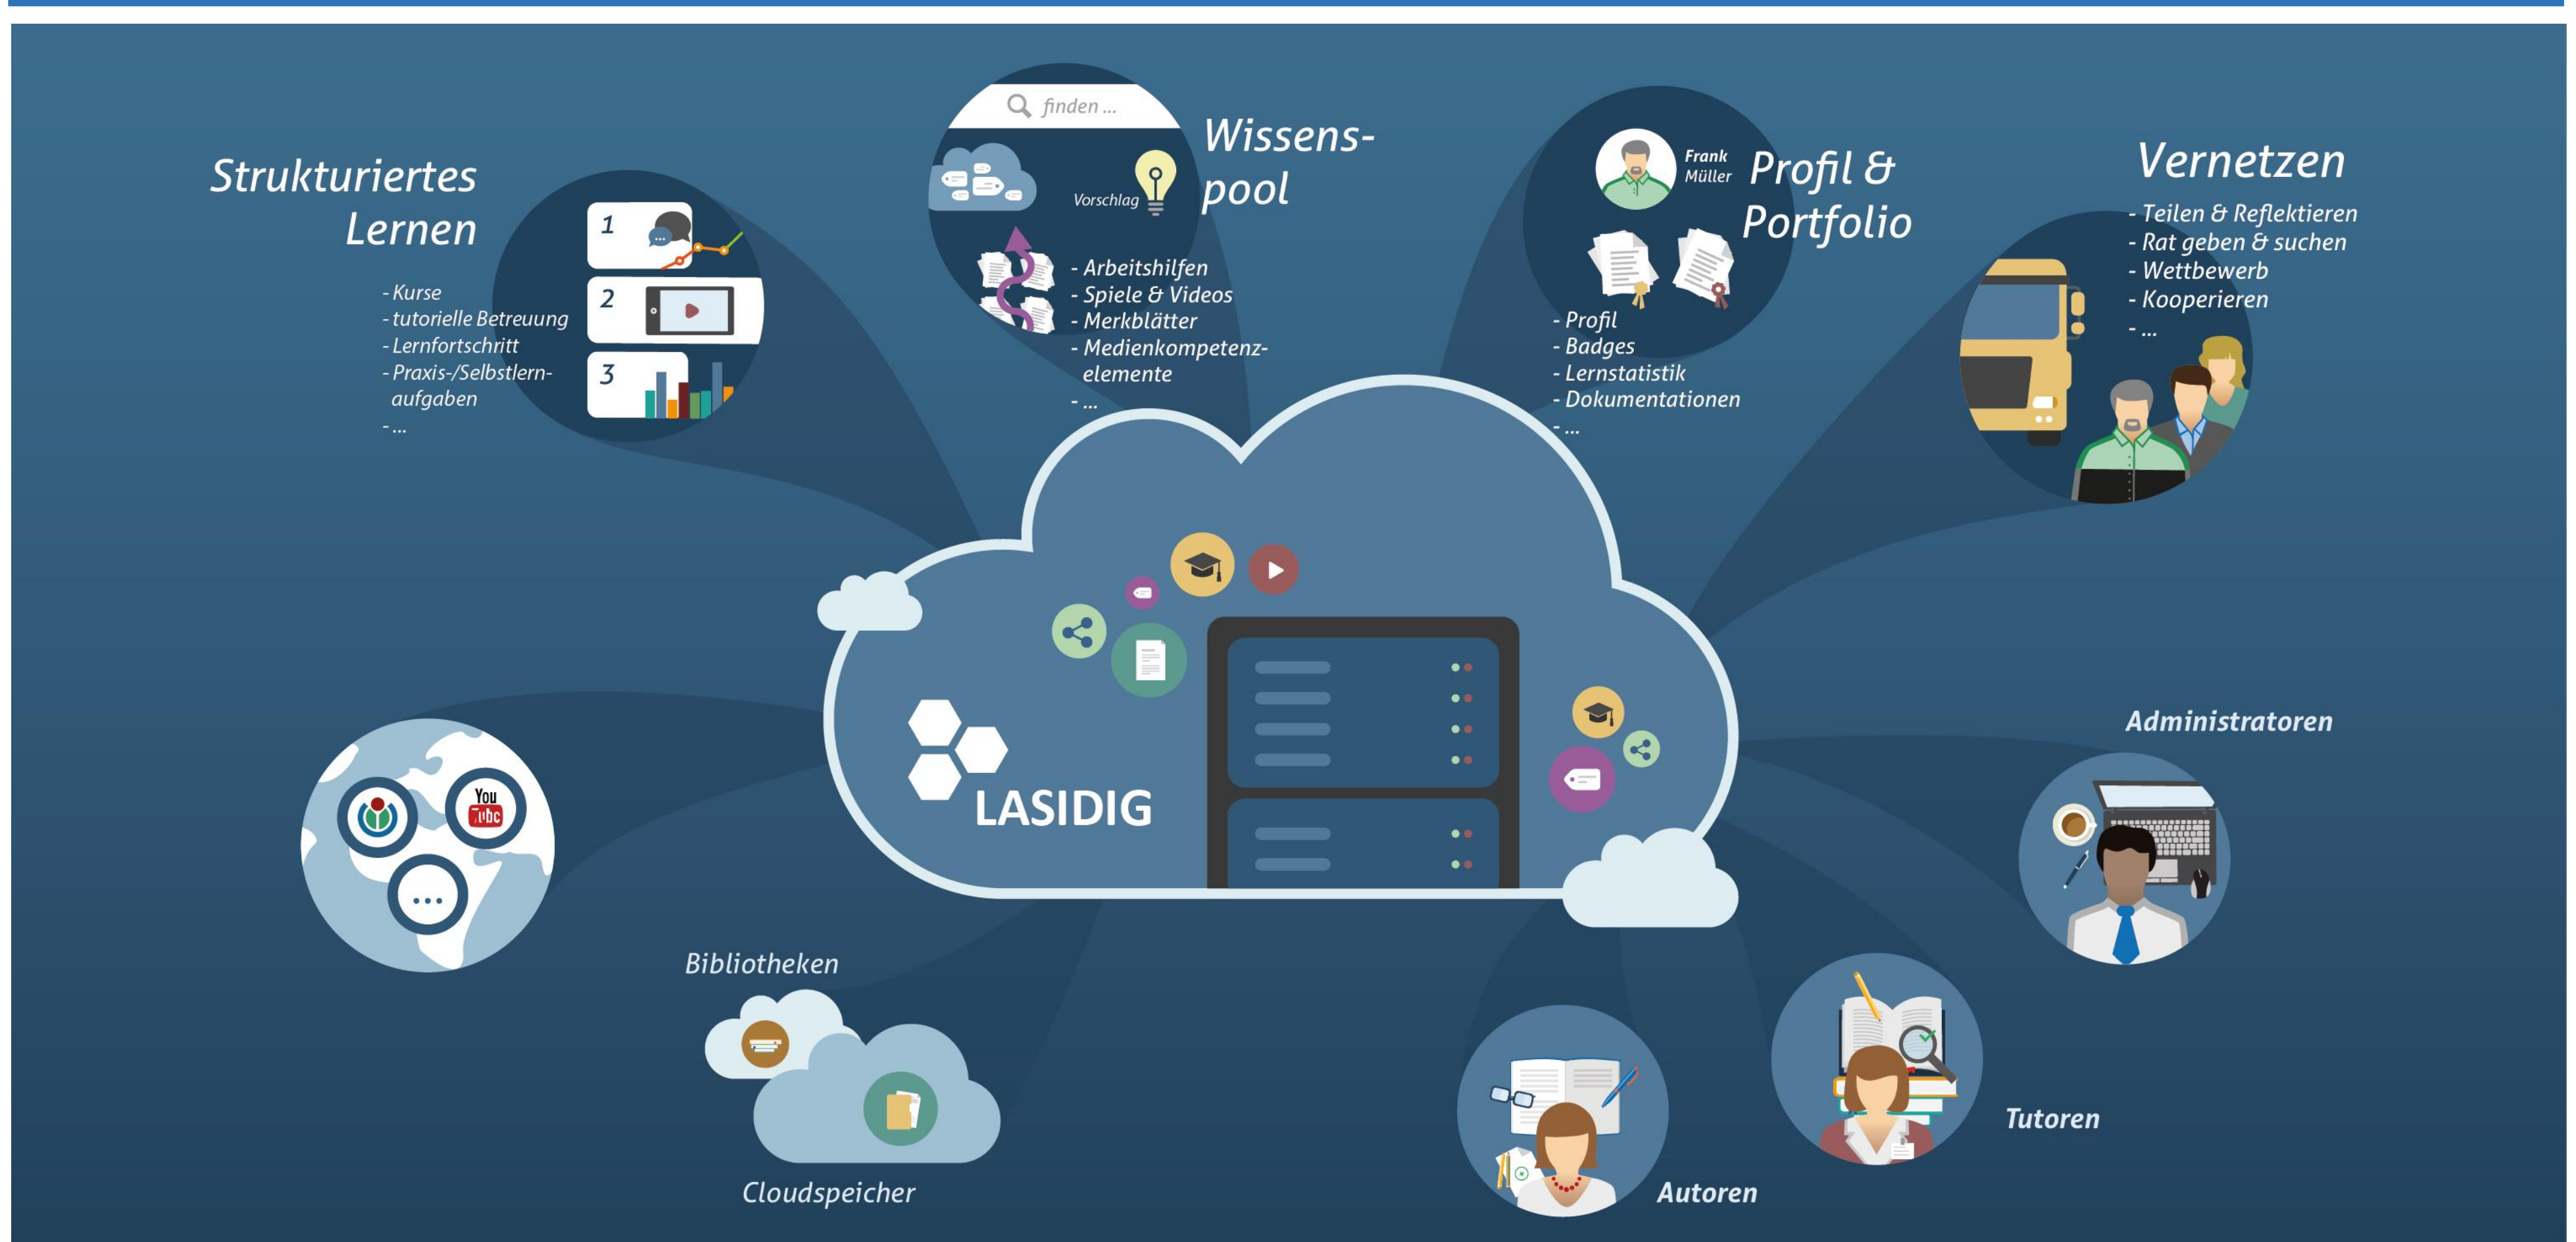 Strukturiertes
Lernen
- Kurse
- tutorielle Betreuung
- Lernfortschritt
- Praxis-/Selbstlern-
aufgaben
- ...
1
2
3
finden ...
Vorschlag
Wissens-
pool
- Arbeitshilfen
- Spiele & Videos
- Merkblätter
- Medienkompetenz-
elemente
- ...
Frank
Müller
Profil &
Portfolio
- Profil
- Badges
- Lernstatistik
- Dokumentationen
- ...
Vernetzen
- Teilen & Reflektieren
- Rat geben & suchen
- Wettbewerb
- Kooperieren
- ...
LASIDIG
You
Tube
...
Bibliotheken
Cloudspeicher
Administratoren
Tutoren
Autoren